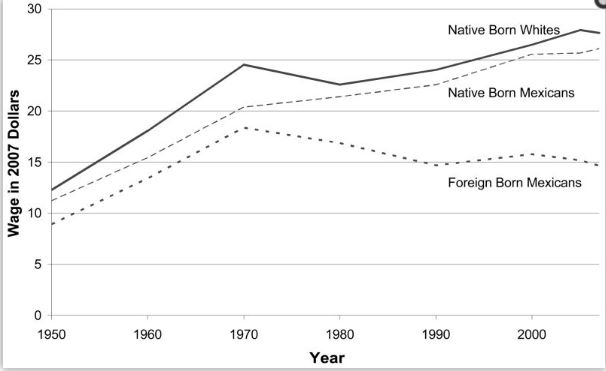 30
Native Born Whites
25
Native Born Mexicans
20
15
Foreign Born Mexicans
10
5
0
Wage in 2007 Dollars
1950 1960 1970 1980 1990 2000
Year